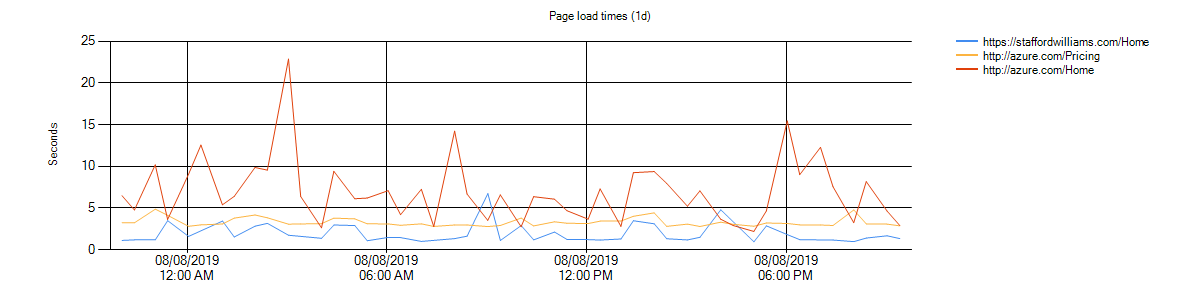 Page load times (1d)
25
20
15
10
5
0
Seconds
08/08/2019
12:00 AM
08/08/2019
06:00 AM
08/08/2019
12:00 PM
08/08/2019
06:00 PM
https://staffordwilliams.com/Home
http://azure.com/Pricing
http://azure.com/Home